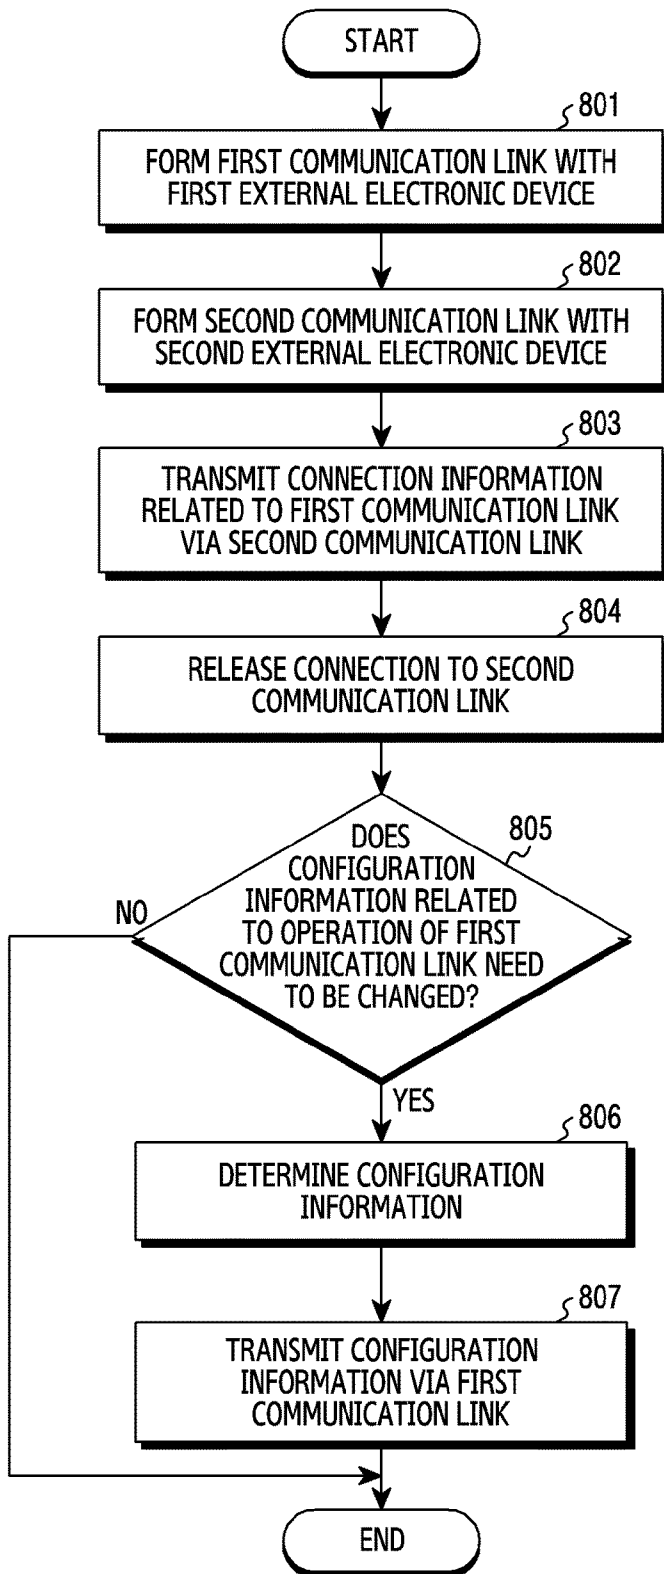 START
801
FORM FIRST COMMUNICATION LINK WITH
FIRST EXTERNAL ELECTRONIC DEVICE
802
FORM SECOND COMMUNICATION LINK WITH
SECOND EXTERNAL ELECTRONIC DEVICE
803
TRANSMIT CONNECTION INFORMATION
RELATED TO FIRST COMMUNICATION LINK
VIA SECOND COMMUNICATION LINK
804
RELEASE CONNECTION TO SECOND
COMMUNICATION LINK
805
DOES
CONFIGURATION
INFORMATION RELATED
TO OPERATION OF FIRST
COMMUNICATION LINK NEED
TO BE CHANGED?
NO
YES
806
DETERMINE CONFIGURATION
INFORMATION
807
TRANSMIT CONFIGURATION
INFORMATION VIA FIRST
COMMUNICATION LINK
END